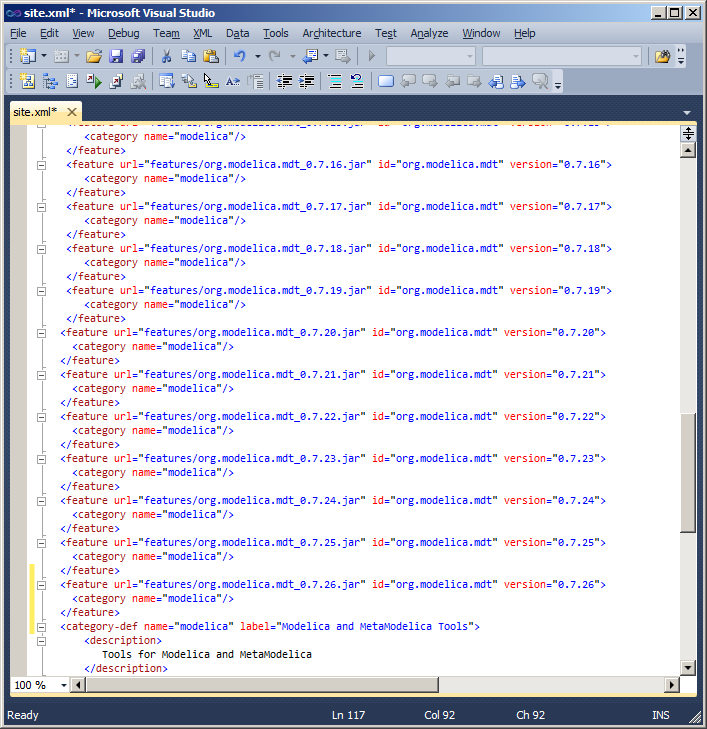 site.xml* - Microsoft Visual Studio
File Edit View Debug Team XML Data Tools Architecture Test Analyze Window Help
site.xml*
<category name="modelica"/>
</feature>
<feature url="features/org.modelica.mdt_0.7.16.jar" id="org.modelica.mdt" version="0.7.16">
<category name="modelica"/>
</feature>
<feature url="features/org.modelica.mdt_0.7.17.jar" id="org.modelica.mdt" version="0.7.17">
<category name="modelica"/>
</feature>
<feature url="features/org.modelica.mdt_0.7.18.jar" id="org.modelica.mdt" version="0.7.18">
<category name="modelica"/>
</feature>
<feature url="features/org.modelica.mdt_0.7.19.jar" id="org.modelica.mdt" version="0.7.19">
<category name="modelica"/>
</feature>
<feature url="features/org.modelica.mdt_0.7.20.jar" id="org.modelica.mdt" version="0.7.20">
<category name="modelica"/>
</feature>
<feature url="features/org.modelica.mdt_0.7.21.jar" id="org.modelica.mdt" version="0.7.21">
<category name="modelica"/>
</feature>
<feature url="features/org.modelica.mdt_0.7.22.jar" id="org.modelica.mdt" version="0.7.22">
<category name="modelica"/>
</feature>
<feature url="features/org.modelica.mdt_0.7.23.jar" id="org.modelica.mdt" version="0.7.23">
<category name="modelica"/>
</feature>
<feature url="features/org.modelica.mdt_0.7.24.jar" id="org.modelica.mdt" version="0.7.24">
<category name="modelica"/>
</feature>
<feature url="features/org.modelica.mdt_0.7.25.jar" id="org.modelica.mdt" version="0.7.25">
<category name="modelica"/>
</feature>
<feature url="features/org.modelica.mdt_0.7.26.jar" id="org.modelica.mdt" version="0.7.26">
<category name="modelica"/>
</feature>
<category-def name="modelica" label="Modelica and MetaModelica Tools">
<description>
Tools for Modelica and MetaModelica
</description>
100 %
Ready Ln 117 Col 92 Ch 92 INS